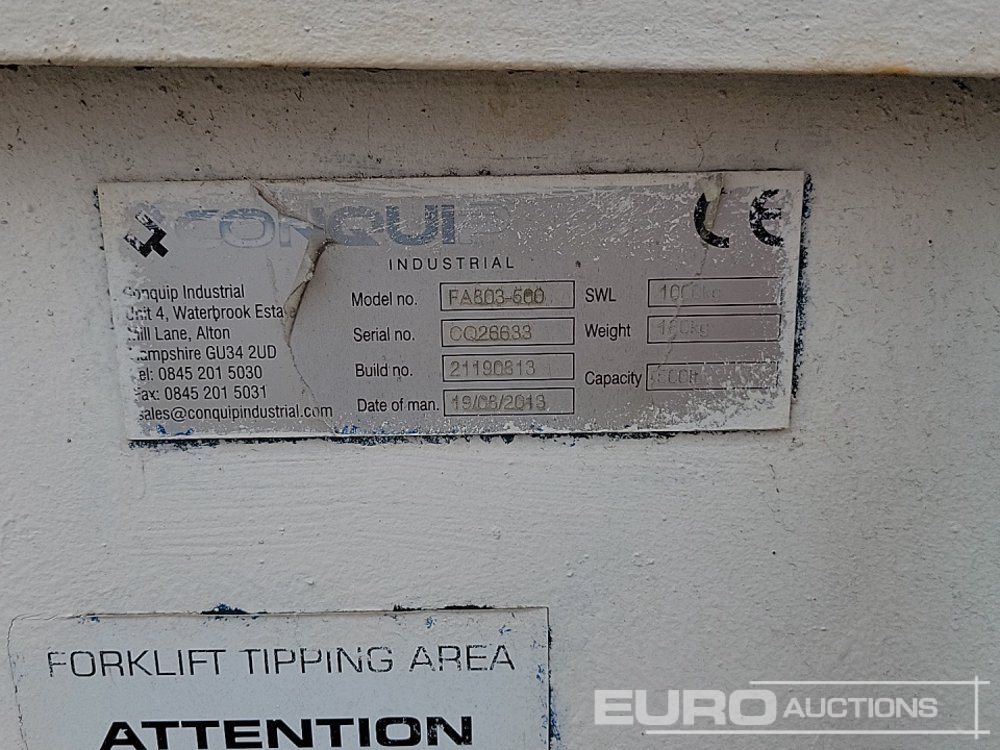 CONQUIP
CE
INDUSTRIAL
Conquip Industrial
Unit 4, Waterbrook Estate
Mill Lane, Alton
Hampshire GU34 2UD
Tel: 0845 201 5030
Fax: 0845 201 5031
sales@conquipindustrial.com
Model no. FA803-500
Serial no. CQ26633
Build no. 21190813
Date of man. 19/08/2013
SWL 1000kg
Weight
Capacity
FORKLIFT TIPPING AREA
ATTENTION
EURO AUCTIONS